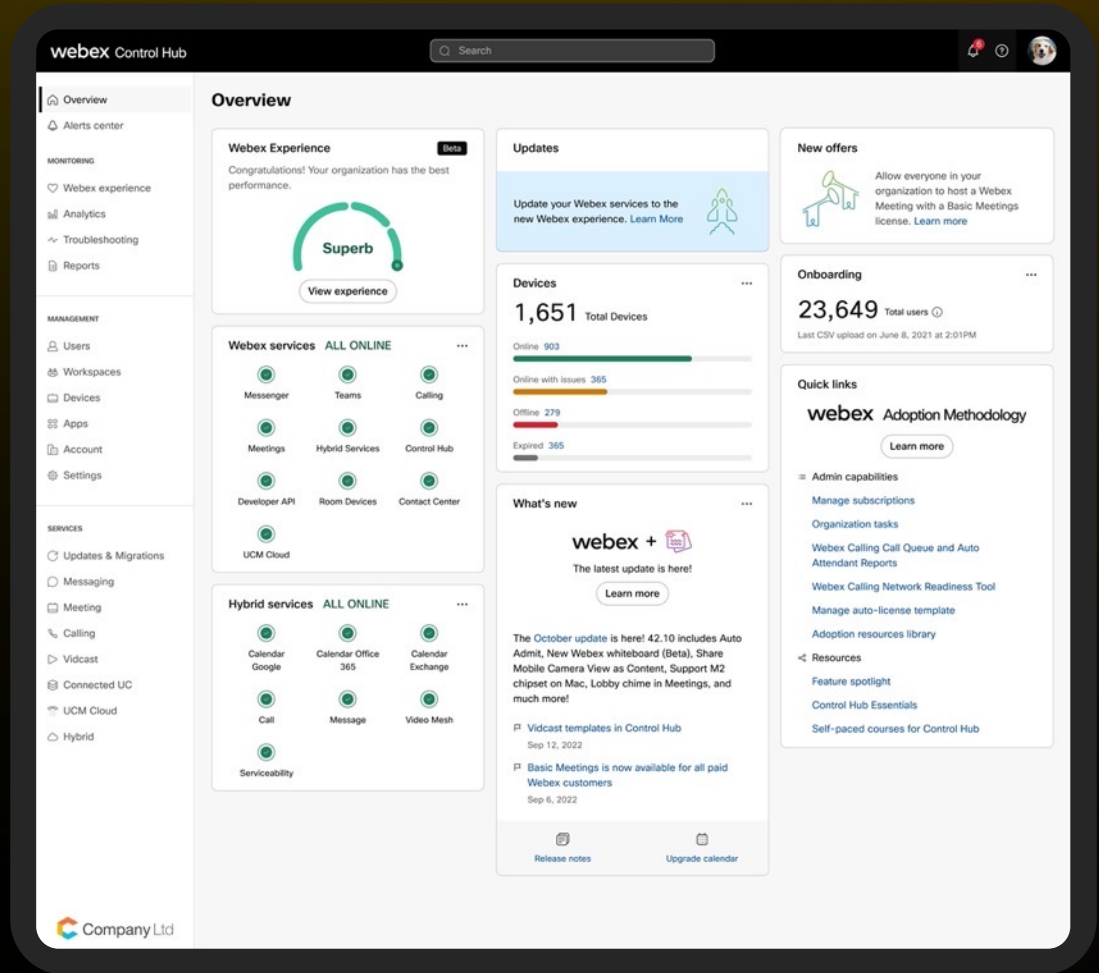 webex Control Hub
Search
Overview
Alerts center
MONITORING
Webex experience
Analytics
Troubleshooting
Reports
MANAGEMENT
Users
Workspaces
Devices
Apps
Account
Settings
SERVICES
Updates & Migrations
Messaging
Meeting
Calling
Vidcast
Connected UC
UCM Cloud
Hybrid
Company Ltd
Overview
Webex Experience Beta
Congratulations! Your organization has the best
performance.
Superb
View experience
Webex services ALL ONLINE
Messenger Teams Calling
Meetings Hybrid Services Control Hub
Developer API Room Devices Contact Center
UCM Cloud
Hybrid services ALL ONLINE
Calendar Google
Calendar Office 365
Calendar Exchange
Call Message Video Mesh
Serviceability
Updates
Update your Webex services to the
new Webex experience. Learn More
Devices
1,651 Total Devices
Online 903
Online with issues 365
Offline 279
Expired 365
What's new
webex +
The latest update is here!
Learn more
The October update is here! 42.10 includes Auto
Admit, New Webex whiteboard (Beta), Share
Mobile Camera View as Content, Support M2
chipset on Mac, Lobby chime in Meetings, and
much more!
Vidcast templates in Control Hub
Sep 12, 2022
Basic Meetings is now available for all paid
Webex customers
Sep 6, 2022
Release notes Upgrade calendar
New offers
Allow everyone in your
organization to host a Webex
Meeting with a Basic Meetings
license. Learn more
Onboarding
23,649 Total users
Last CSV upload on June 8, 2021 at 2:01PM
Quick links
webex Adoption Methodology
Learn more
Admin capabilities
Manage subscriptions
Organization tasks
Webex Calling Call Queue and Auto
Attendant Reports
Webex Calling Network Readiness Tool
Manage auto-license template
Adoption resources library
Resources
Feature spotlight
Control Hub Essentials
Self-paced courses for Control Hub